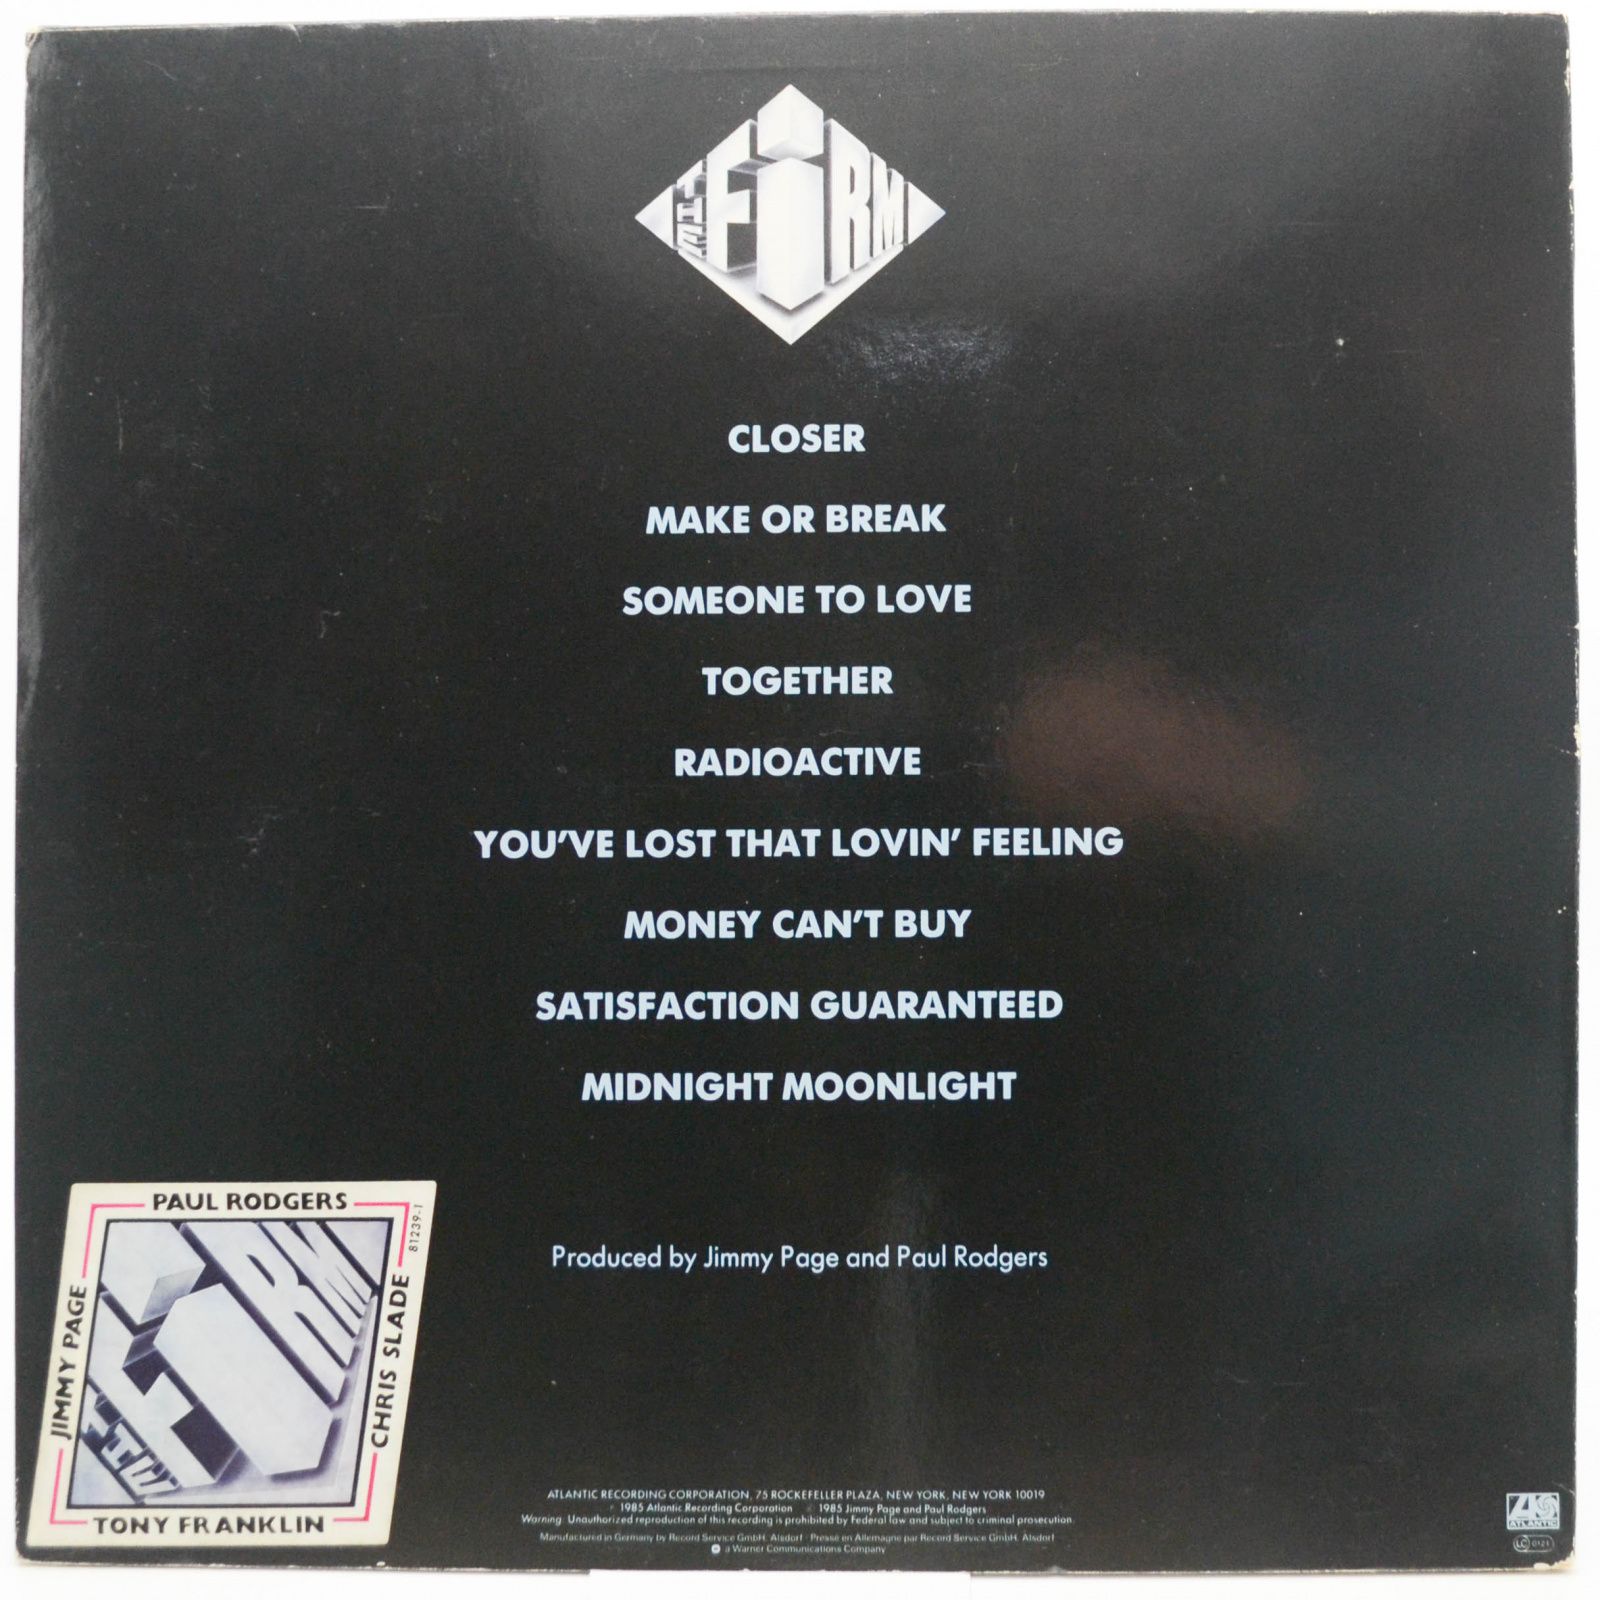 THE FIRM
CLOSER
MAKE OR BREAK
SOMEONE TO LOVE
TOGETHER
RADIOACTIVE
YOU'VE LOST THAT LOVIN' FEELING
MONEY CAN'T BUY
SATISFACTION GUARANTEED
MIDNIGHT MOONLIGHT
Produced by Jimmy Page and Paul Rodgers
PAUL RODGERS
81239-1
JIMMY PAGE
THE FIRM
CHRIS SLADE
TONY FRANKLIN
ATLANTIC RECORDING CORPORATION, 75 ROCKEFELLER PLAZA, NEW YORK, NEW YORK 10019
1985 Atlantic Recording Corporation 1985 Jimmy Page and Paul Rodgers
Warning: Unauthorized reproduction of this recording is prohibited by Federal law and subject to criminal prosecution.
Manufactured in Germany by Record Service GmbH, Alsdorf · Pressé en Allemagne par Record Service GmbH, Alsdorf
a Warner Communications Company
ATLANTIC
LC 0121